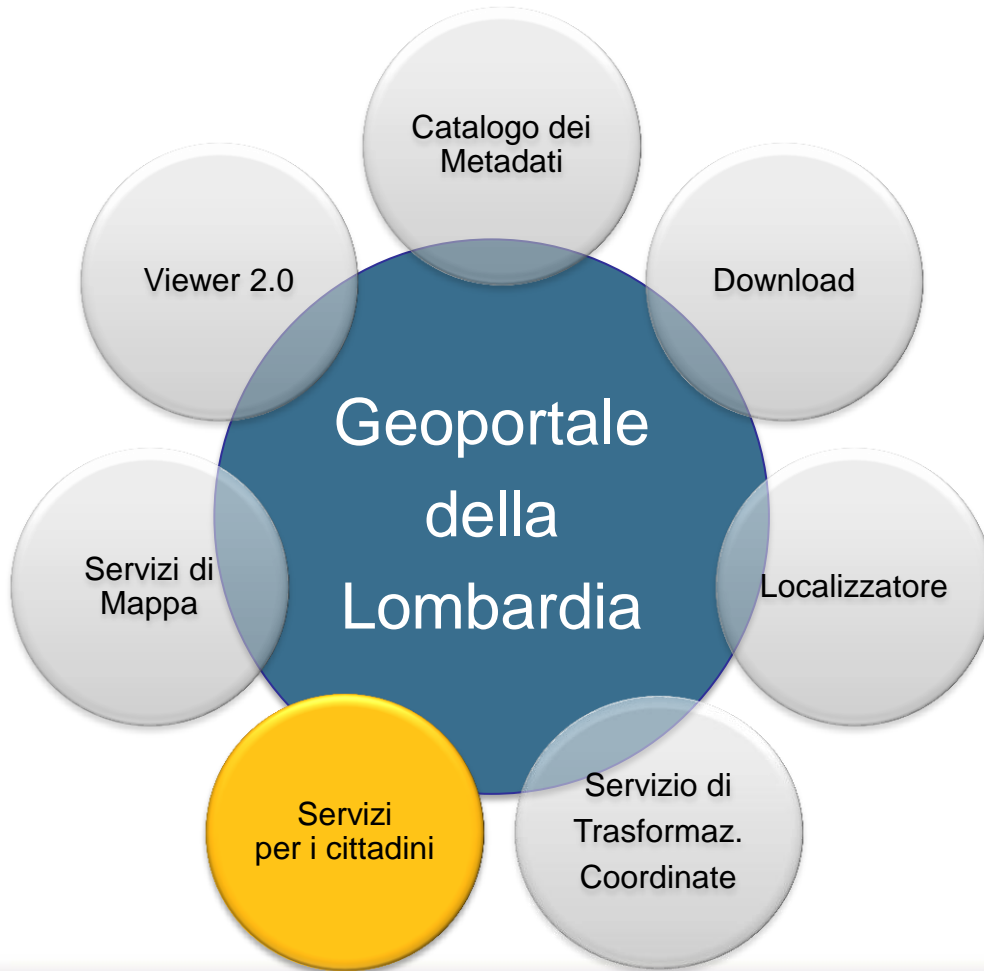 Catalogo dei
Metadati
Viewer 2.0
Download
Geoportale
della
Lombardia
Servizi di
Mappa
Localizzatore
Servizi
per i cittadini
Servizio di
Trasformaz.
Coordinate